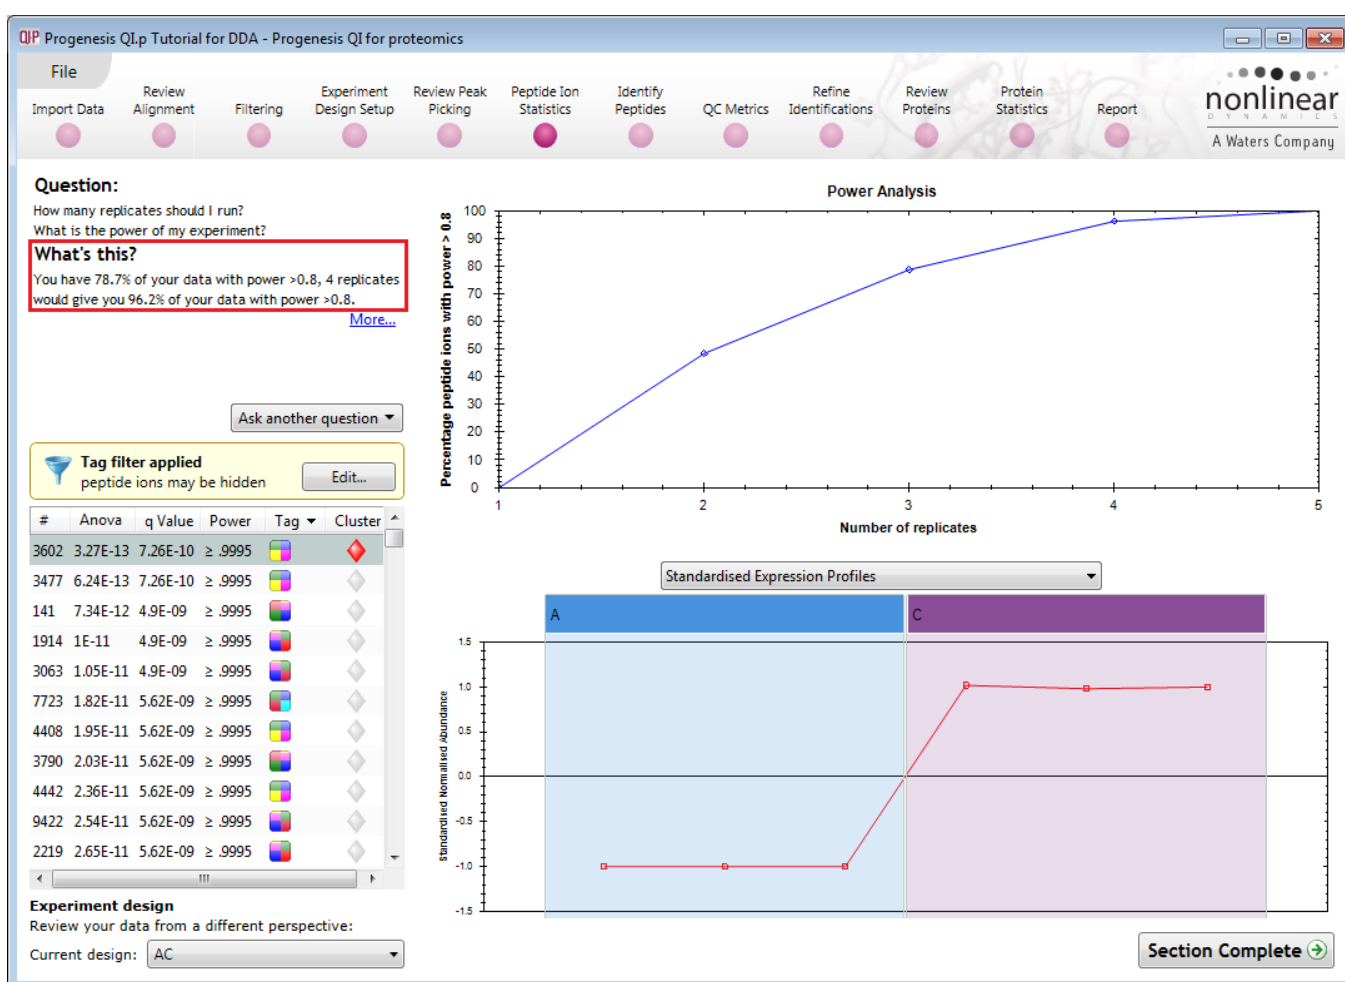 QIP Progenesis QI.p Tutorial for DDA - Progenesis QI for proteomics
File
Import Data
Review Alignment
Filtering
Experiment Design Setup
Review Peak Picking
Peptide Ion Statistics
Identify Peptides
QC Metrics
Refine Identifications
Review Proteins
Protein Statistics
Report
nonlinear
DYNAMICS
A Waters Company
Question:
How many replicates should I run?
What is the power of my experiment?
What's this?
You have 78.7% of your data with power >0.8, 4 replicates
would give you 96.2% of your data with power >0.8.
More...
Ask another question
Tag filter applied
peptide ions may be hidden
Edit...
# Anova q Value Power Tag Cluster
3602 3.27E-13 7.26E-10 ≥ .9995
3477 6.24E-13 7.26E-10 ≥ .9995
141 7.34E-12 4.9E-09 ≥ .9995
1914 1E-11 4.9E-09 ≥ .9995
3063 1.05E-11 4.9E-09 ≥ .9995
7723 1.82E-11 5.62E-09 ≥ .9995
4408 1.95E-11 5.62E-09 ≥ .9995
3790 2.03E-11 5.62E-09 ≥ .9995
4442 2.36E-11 5.62E-09 ≥ .9995
9422 2.54E-11 5.62E-09 ≥ .9995
2219 2.65E-11 5.62E-09 ≥ .9995
Experiment design
Review your data from a different perspective:
Current design: AC
Power Analysis
Percentage peptide ions with power > 0.8
100
90
80
70
60
50
40
30
20
10
0
1 2 3 4 5
Number of replicates
Standardised Expression Profiles
A C
Standardised Normalised Abundance
1.5
1.0
0.5
0.0
-0.5
-1.0
-1.5
Section Complete